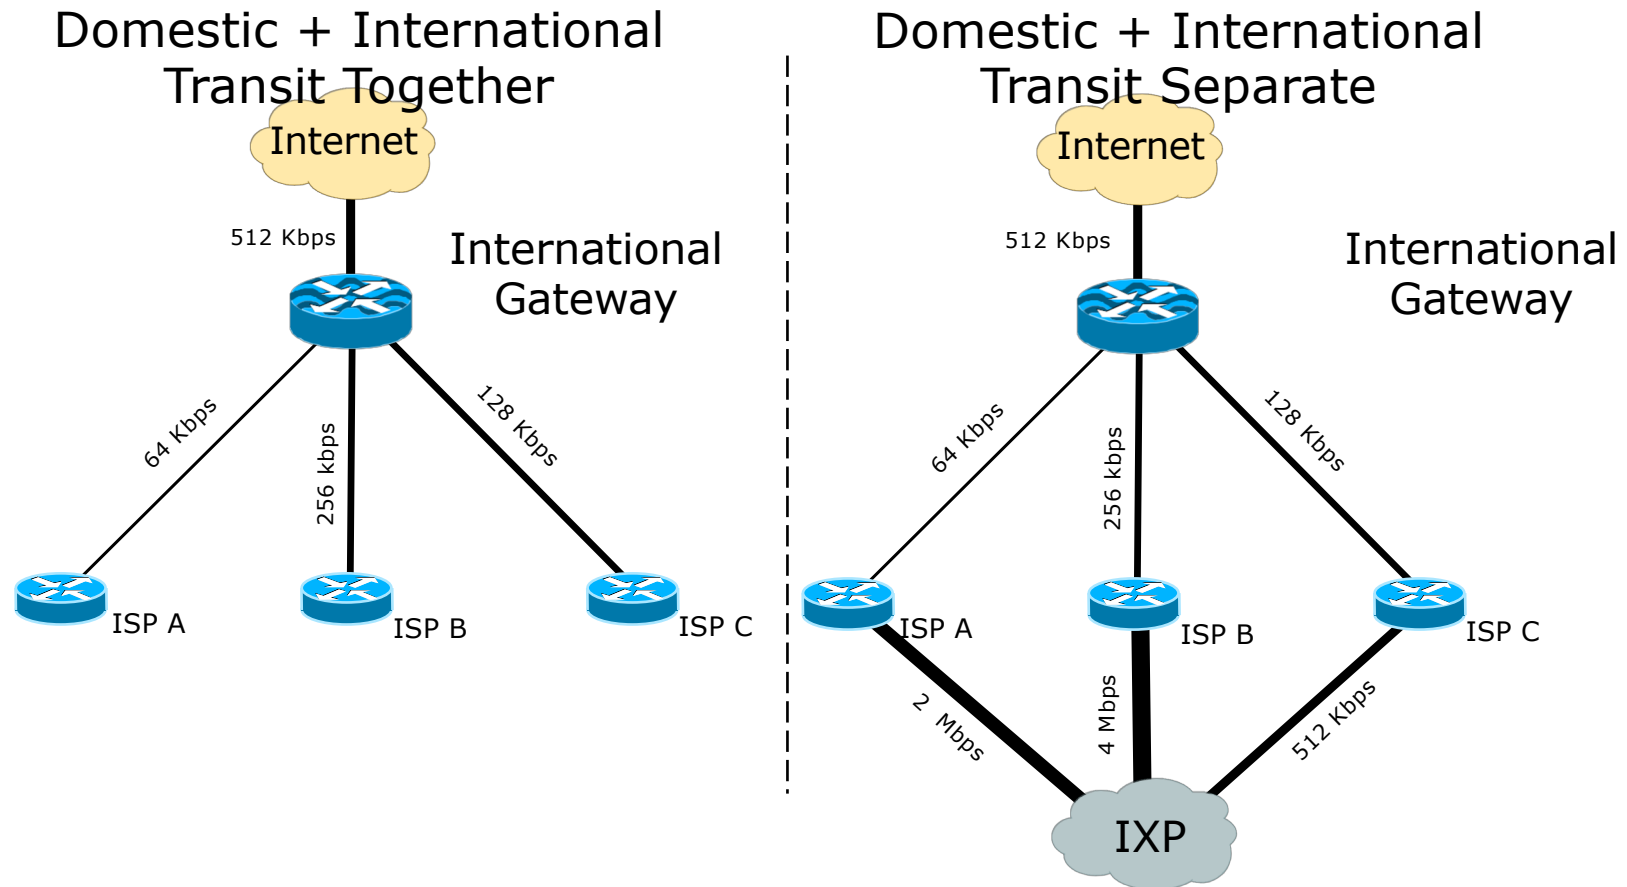 Domestic + International
Transit Together
Internet
512 Kbps
International
Gateway
64 Kbps
256 kbps
128 Kbps
ISP A
ISP B
ISP C
Domestic + International
Transit Separate
Internet
512 Kbps
International
Gateway
64 Kbps
256 kbps
128 Kbps
ISP A
ISP B
ISP C
2 Mbps
4 Mbps
512 Kbps
IXP